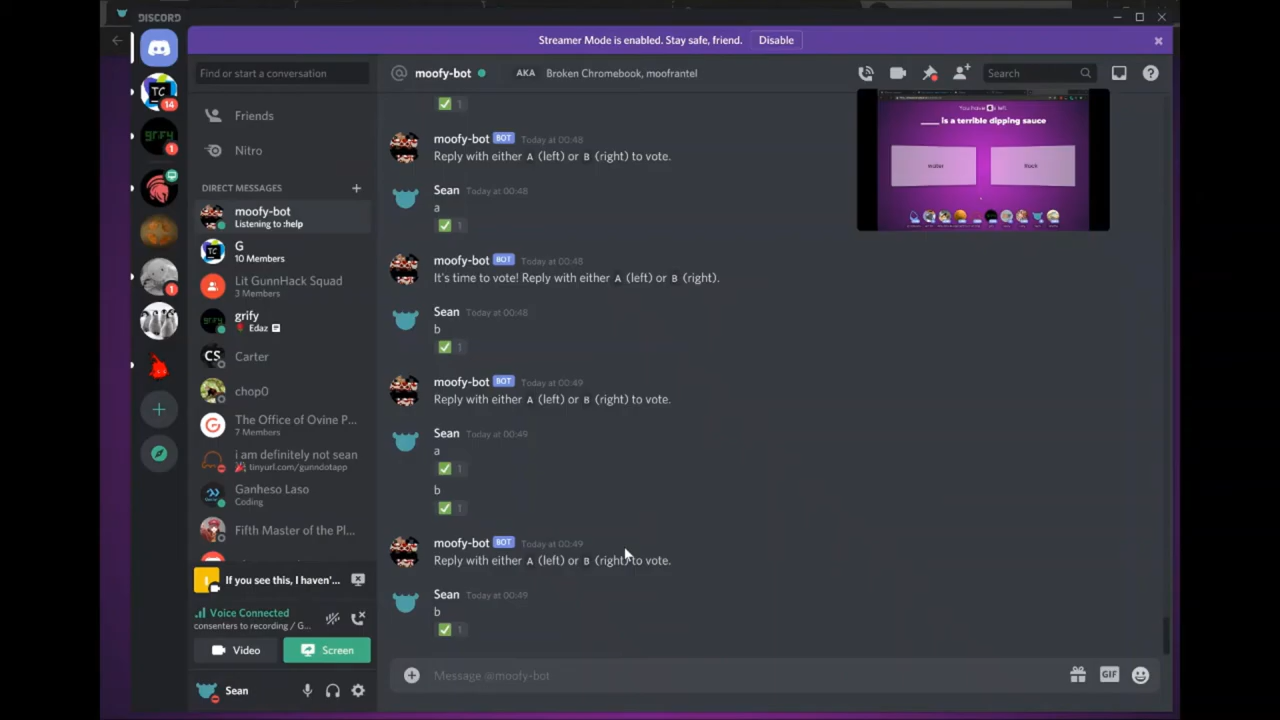 DISCORD
Streamer Mode is enabled. Stay safe, friend.
Disable
Find or start a conversation
moofy-bot
AKA
Broken Chromebook, moofrantel
Search
Friends
Nitro
DIRECT MESSAGES
moofy-bot
Listening to :help
G
10 Members
Lit GunnHack Squad
3 Members
grify
Edaz
Carter
chop0
The Office of Ovine P...
7 Members
i am definitely not sean
tinyurl.com/gunndotapp
Ganheso Laso
Coding
Fifth Master of the Pl...
If you see this, I haven'...
Voice Connected
consenters to recording / G...
Video
Screen
Sean
14
1
1
TC
grify
CS
1
moofy-bot BOT Today at 00:48
Reply with either A (left) or B (right) to vote.
Sean Today at 00:48
a
1
moofy-bot BOT Today at 00:48
It's time to vote! Reply with either A (left) or B (right).
Sean Today at 00:48
b
1
moofy-bot BOT Today at 00:49
Reply with either A (left) or B (right) to vote.
Sean Today at 00:49
a
1
b
1
moofy-bot BOT Today at 00:49
Reply with either A (left) or B (right) to vote.
Sean Today at 00:49
b
1
Message @moofy-bot
GIF
_____ is a terrible dipping sauce
water